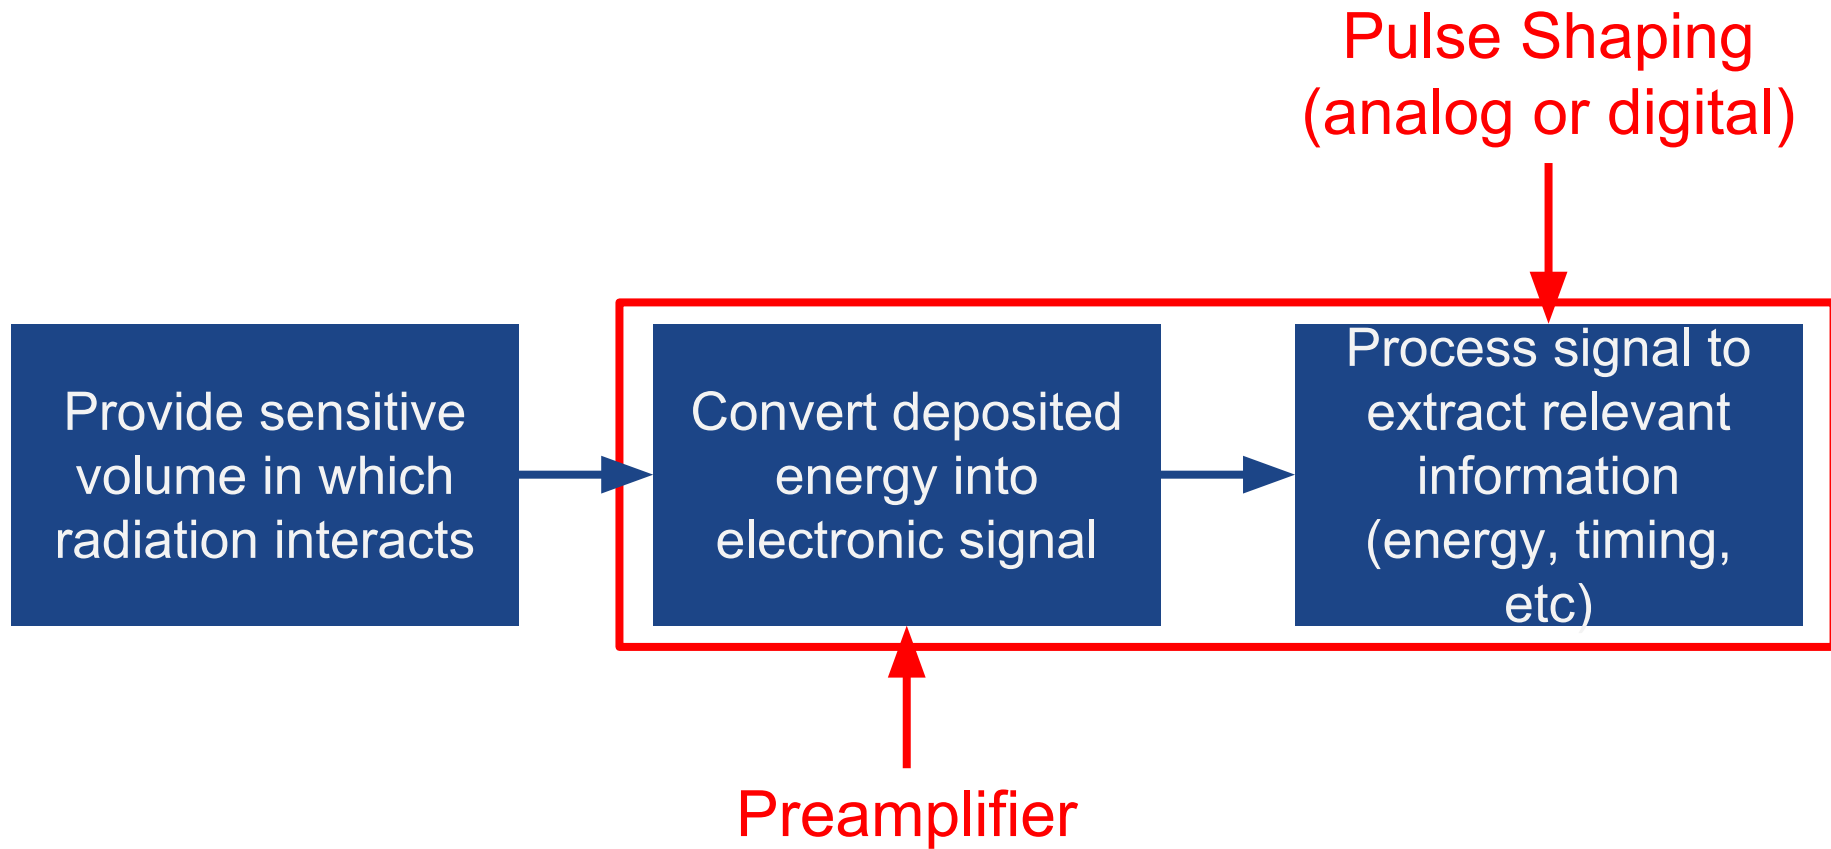 Pulse Shaping
(analog or digital)
Provide sensitive
volume in which
radiation interacts
Convert deposited
energy into
electronic signal
Process signal to
extract relevant
information
(energy, timing,
etc)
Preamplifier